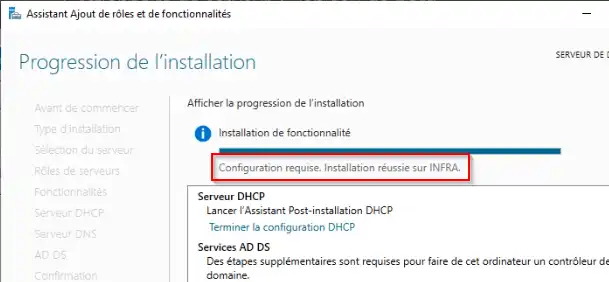 Assistant Ajout de rôles et de fonctionnalités
Progression de l'installation
SERVEUR DE D
Avant de commencer
Type d'installation
Sélection du serveur
Rôles de serveurs
Fonctionnalités
Serveur DHCP
Serveur DNS
AD DS
Confirmation
Afficher la progression de l'installation
Installation de fonctionnalité
Configuration requise. Installation réussie sur INFRA.
Serveur DHCP
Lancer l'Assistant Post-installation DHCP
Terminer la configuration DHCP
Services AD DS
Des étapes supplémentaires sont requises pour faire de cet ordinateur un contrôleur de
domaine.